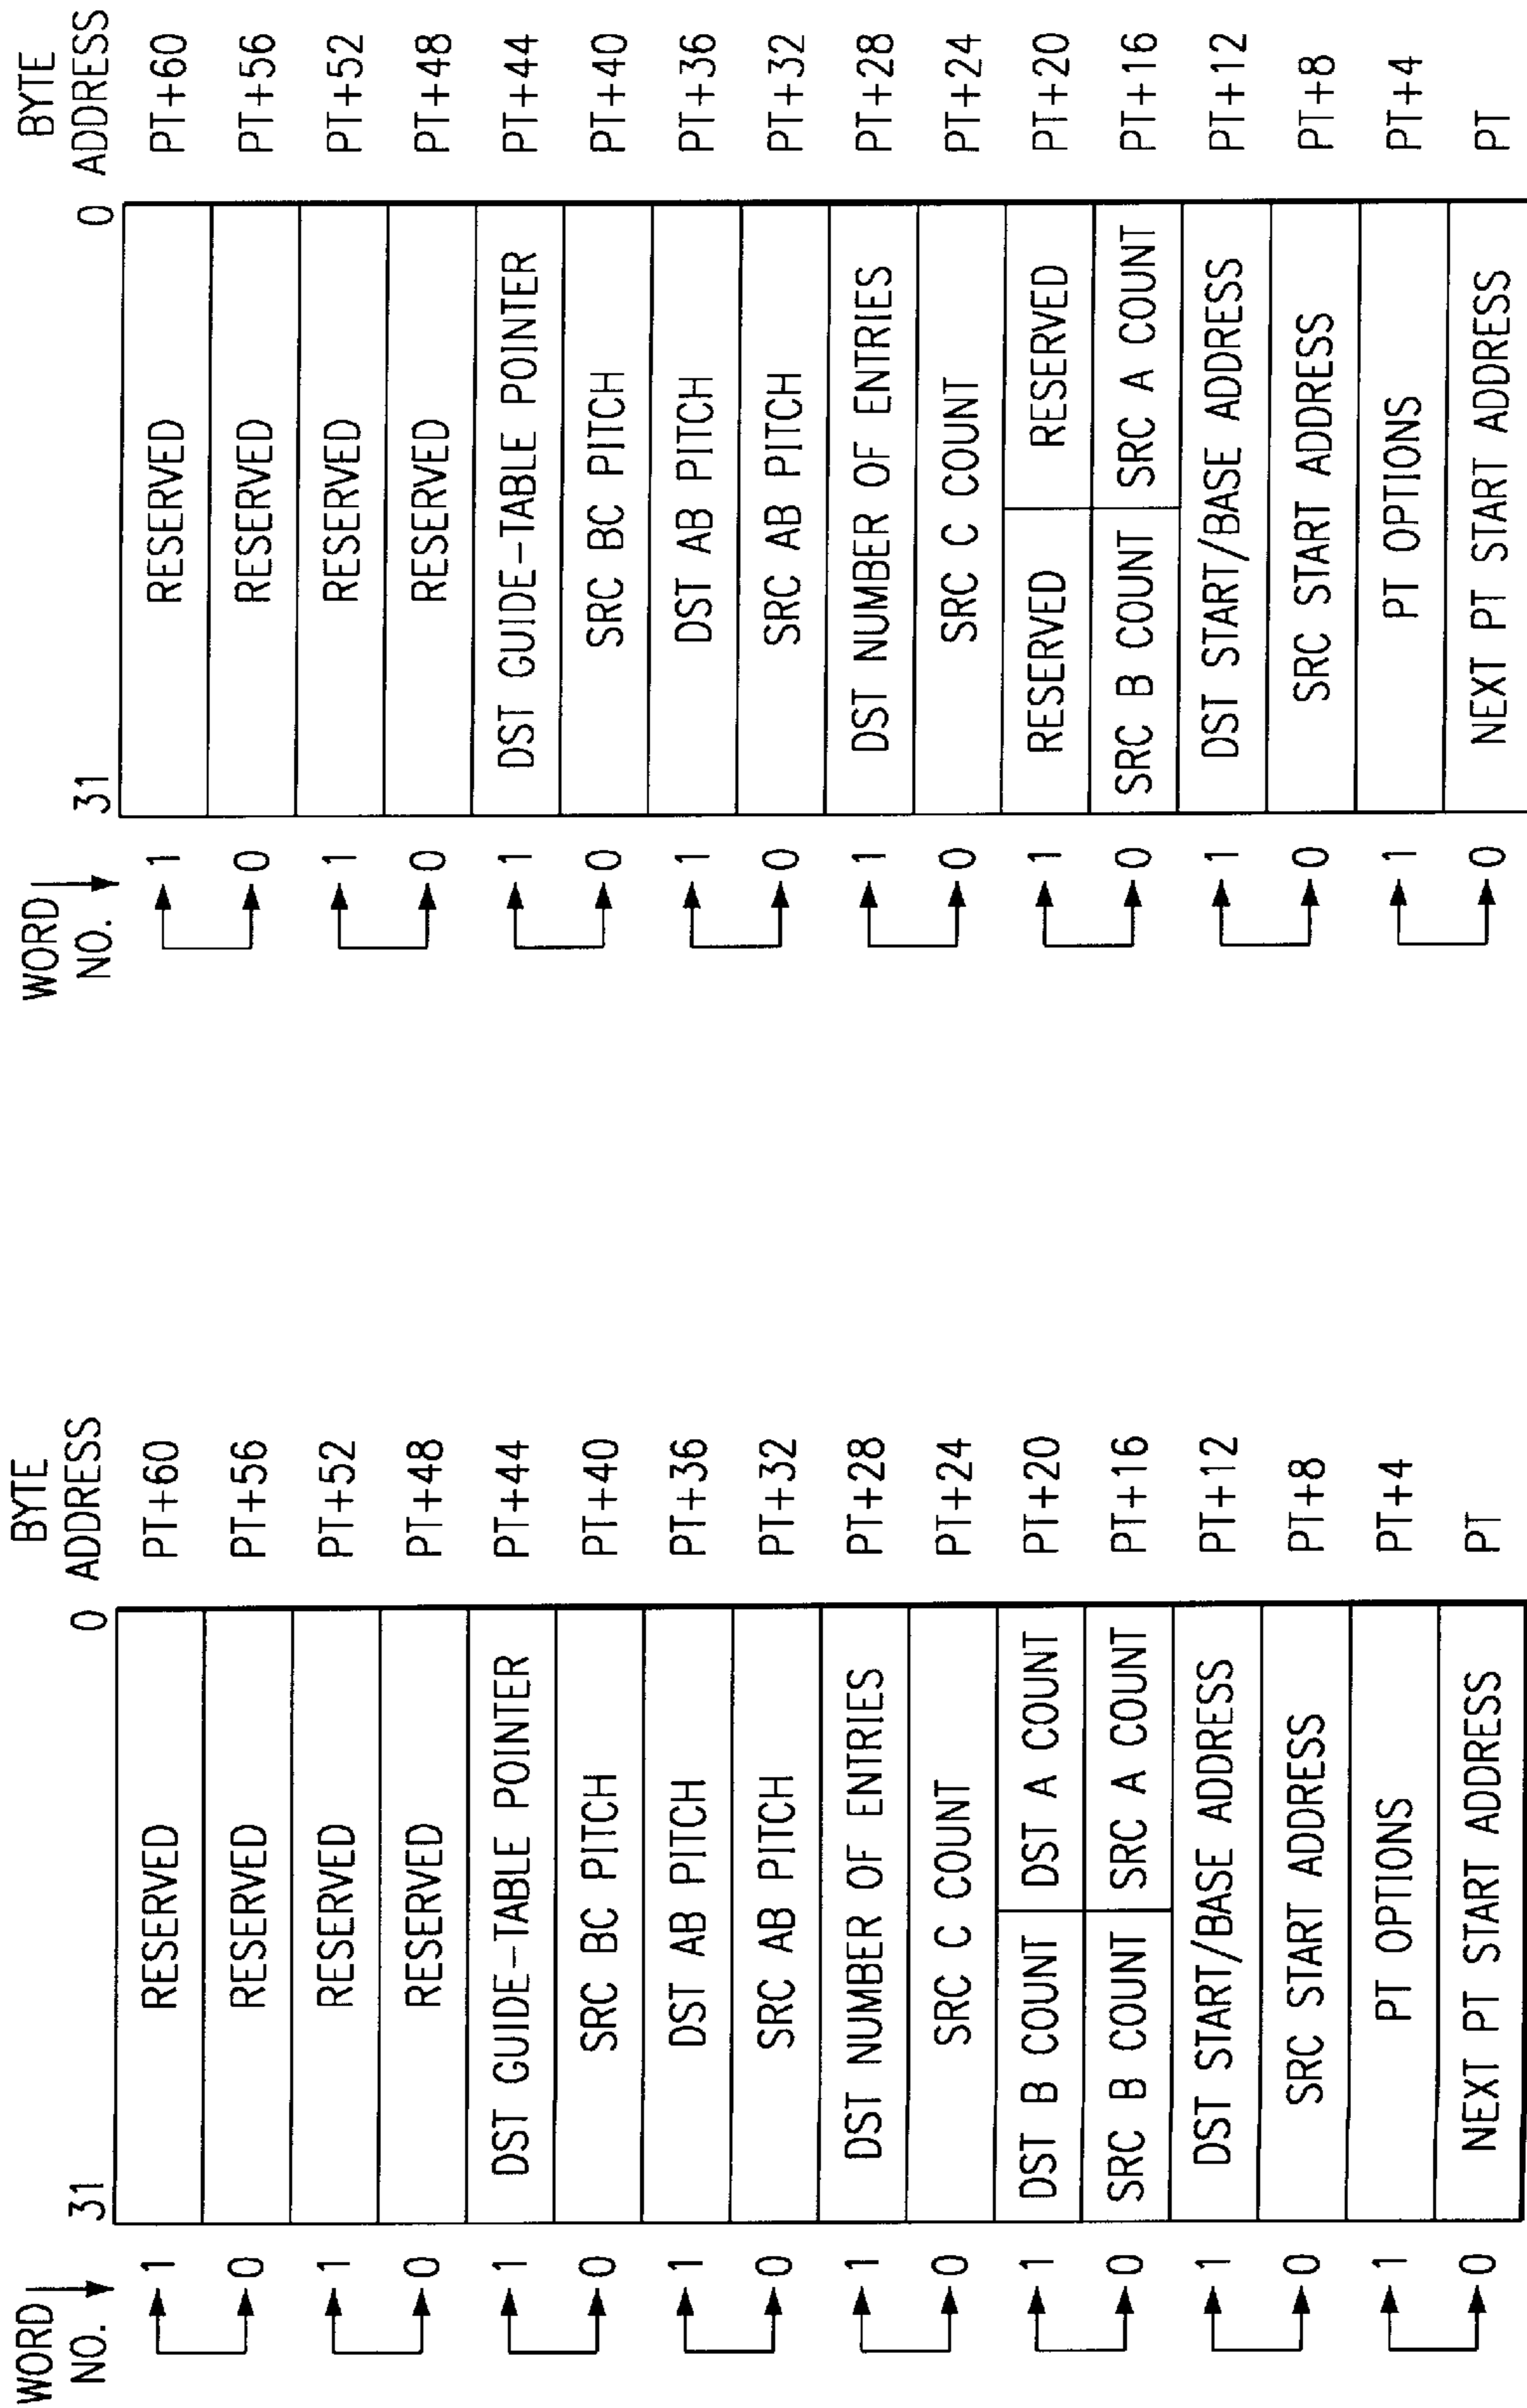 WORD NO.
31 0
BYTE ADDRESS
1 RESERVED PT+60
0 RESERVED PT+56
1 RESERVED PT+52
0 RESERVED PT+48
1 DST GUIDE-TABLE POINTER PT+44
0 SRC BC PITCH PT+40
1 DST AB PITCH PT+36
0 SRC AB PITCH PT+32
1 DST NUMBER OF ENTRIES PT+28
0 SRC C COUNT PT+24
1 DST B COUNT DST A COUNT PT+20
0 SRC B COUNT SRC A COUNT PT+16
1 DST START/BASE ADDRESS PT+12
0 SRC START ADDRESS PT+8
1 PT OPTIONS PT+4
0 NEXT PT START ADDRESS PT
WORD NO.
31 0
BYTE ADDRESS
1 RESERVED PT+60
0 RESERVED PT+56
1 RESERVED PT+52
0 RESERVED PT+48
1 DST GUIDE-TABLE POINTER PT+44
0 SRC BC PITCH PT+40
1 DST AB PITCH PT+36
0 SRC AB PITCH PT+32
1 DST NUMBER OF ENTRIES PT+28
0 SRC C COUNT PT+24
1 RESERVED RESERVED PT+20
0 SRC B COUNT SRC A COUNT PT+16
1 DST START/BASE ADDRESS PT+12
0 SRC START ADDRESS PT+8
1 PT OPTIONS PT+4
0 NEXT PT START ADDRESS PT